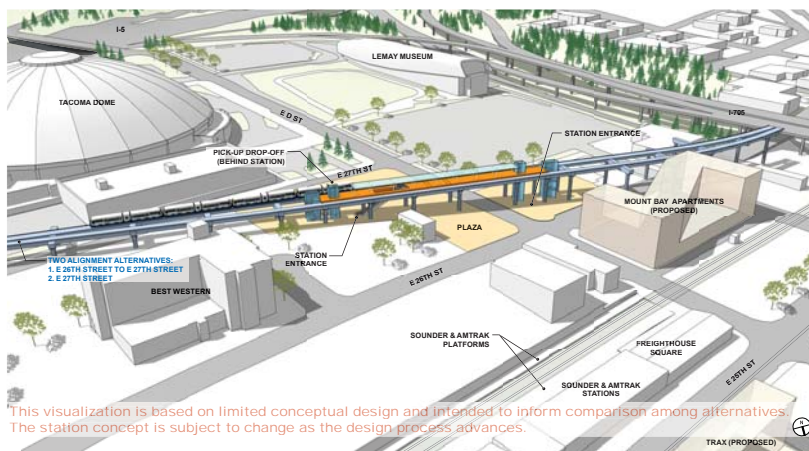 I-5
LEMAY MUSEUM
TACOMA DOME
I-705
E D ST
STATION ENTRANCE
PICK-UP DROP-OFF
(BEHIND STATION)
E 27TH ST
MOUNT BAY APARTMENTS
(PROPOSED)
PLAZA
STATION
ENTRANCE
TWO ALIGNMENT ALTERNATIVES:
1. E 26TH STREET TO E 27TH STREET
2. E 27TH STREET
BEST WESTERN
E 26TH ST
SOUNDER & AMTRAK
PLATFORMS
FREIGHTHOUSE
SQUARE
E 25TH ST
SOUNDER & AMTRAK
STATIONS
This visualization is based on limited conceptual design and intended to inform comparison among alternatives.
The station concept is subject to change as the design process advances.
TRAX (PROPOSED)